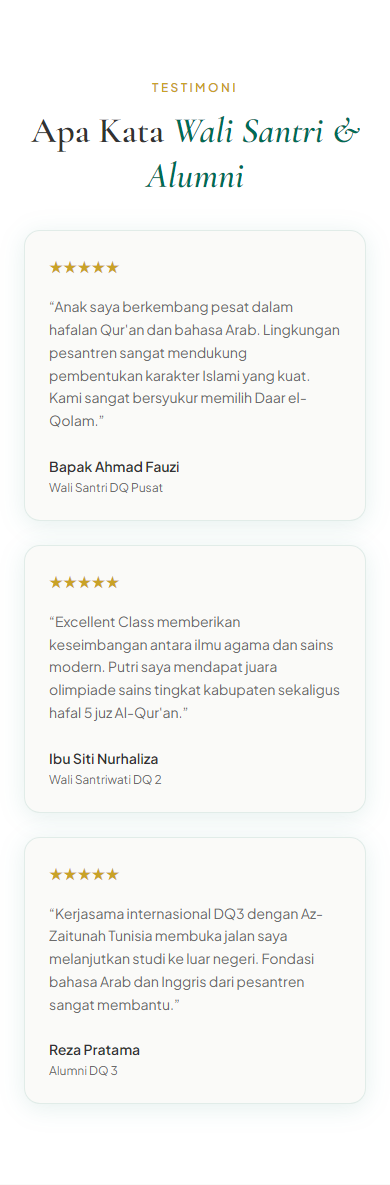 TESTIMONI
Apa Kata Wali Santri &
Alumni
★★★★★
“Anak saya berkembang pesat dalam
hafalan Qur'an dan bahasa Arab. Lingkungan
pesantren sangat mendukung
pembentukan karakter Islami yang kuat.
Kami sangat bersyukur memilih Daar el-
Qolam.”
Bapak Ahmad Fauzi
Wali Santri DQ Pusat
★★★★★
“Excellent Class memberikan
keseimbangan antara ilmu agama dan sains
modern. Putri saya mendapat juara
olimpiade sains tingkat kabupaten sekaligus
hafal 5 juz Al-Qur'an.”
Ibu Siti Nurhaliza
Wali Santriwati DQ 2
★★★★★
“Kerjasama internasional DQ3 dengan Az-
Zaitunah Tunisia membuka jalan saya
melanjutkan studi ke luar negeri. Fondasi
bahasa Arab dan Inggris dari pesantren
sangat membantu.”
Reza Pratama
Alumni DQ 3